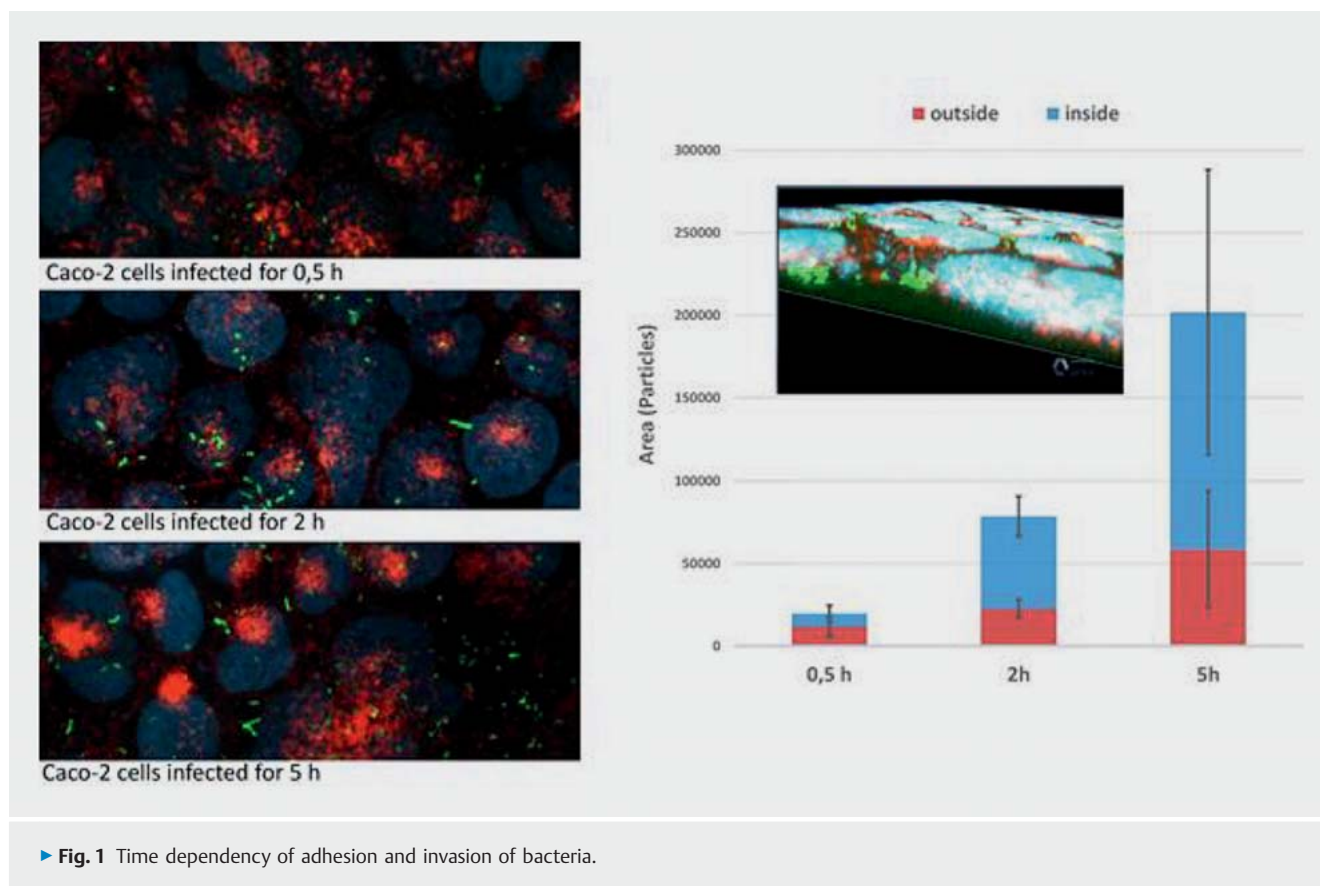 Caco-2 cells infected for 0,5 h
Caco-2 cells infected for 2 h
Caco-2 cells infected for 5 h
outside inside
Area (Particles)
300000
250000
200000
150000
100000
50000
0
0,5 h 2h 5h
► Fig. 1 Time dependency of adhesion and invasion of bacteria.